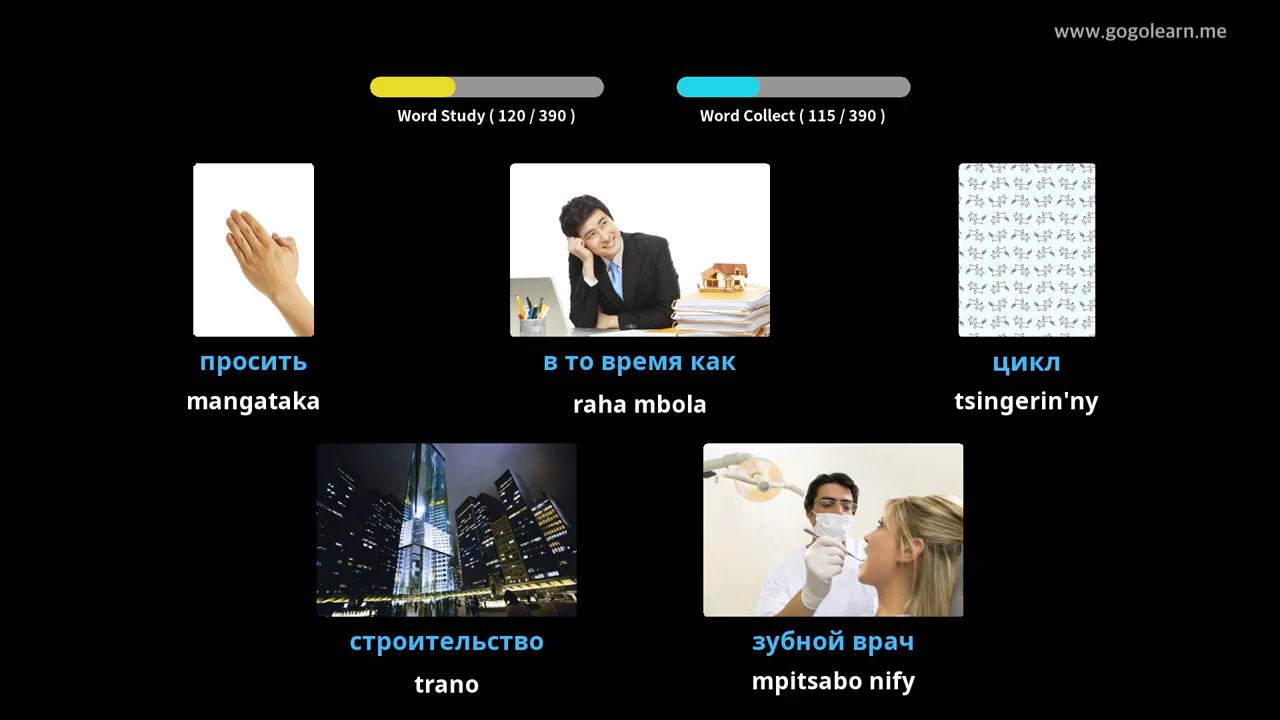 www.gogolearn.me
Word Study ( 120 / 390 )
Word Collect ( 115 / 390 )
просить
mangataka
в то время как
raha mbola
цикл
tsingerin'ny
строительство
trano
зубной врач
mpitsabo nify